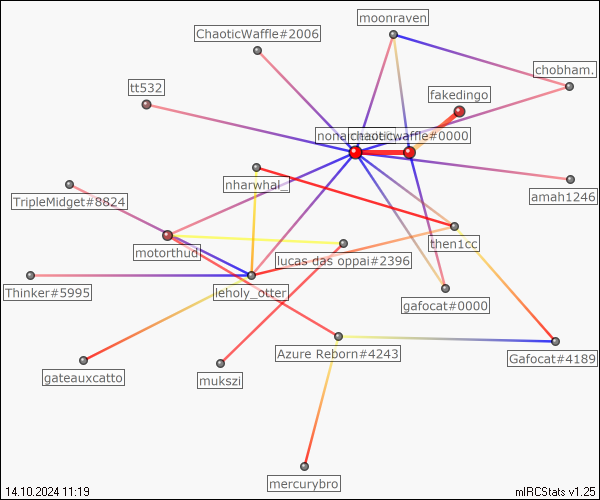 moonraven
ChaoticWaffle#2006
chobham.
tt532
fakedingo
chaoticwaffle#0000
nharwhal_
amah1246
TripleMidget#8824
then1cc
motorthud
lucas das oppai#2396
Thinker#5995
leholy_otter
gafocat#0000
Azure Reborn#4243
Gafocat#4189
gateauxcatto
mukszi
mercurybro
14.10.2024 11:19
mIRCStats v1.25